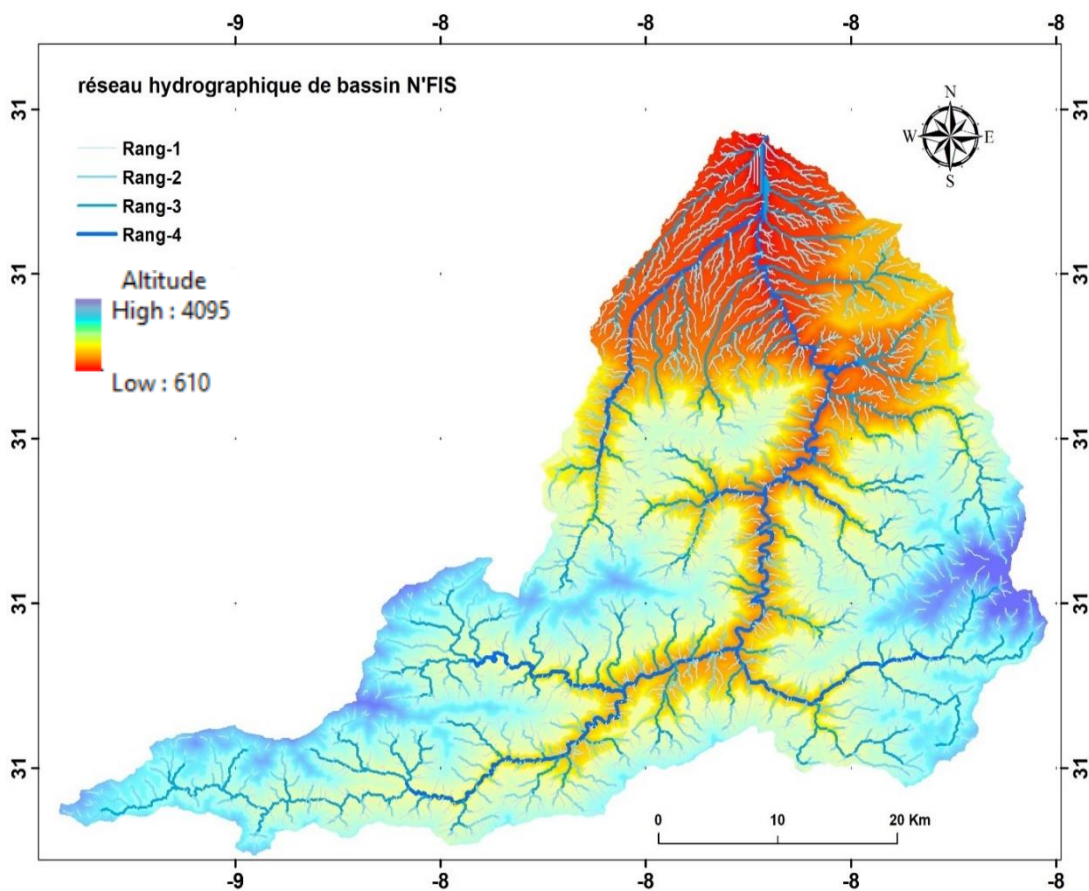 -9 -8 -8 -8 -8
réseau hydrographique de bassin N'FIS
N
W E
S
Rang-1
Rang-2
Rang-3
Rang-4
Altitude
High : 4095
Low : 610
31 31
31 31
31 31
31 31
31 31
0 10 20 Km
-9 -8 -8 -8 -8